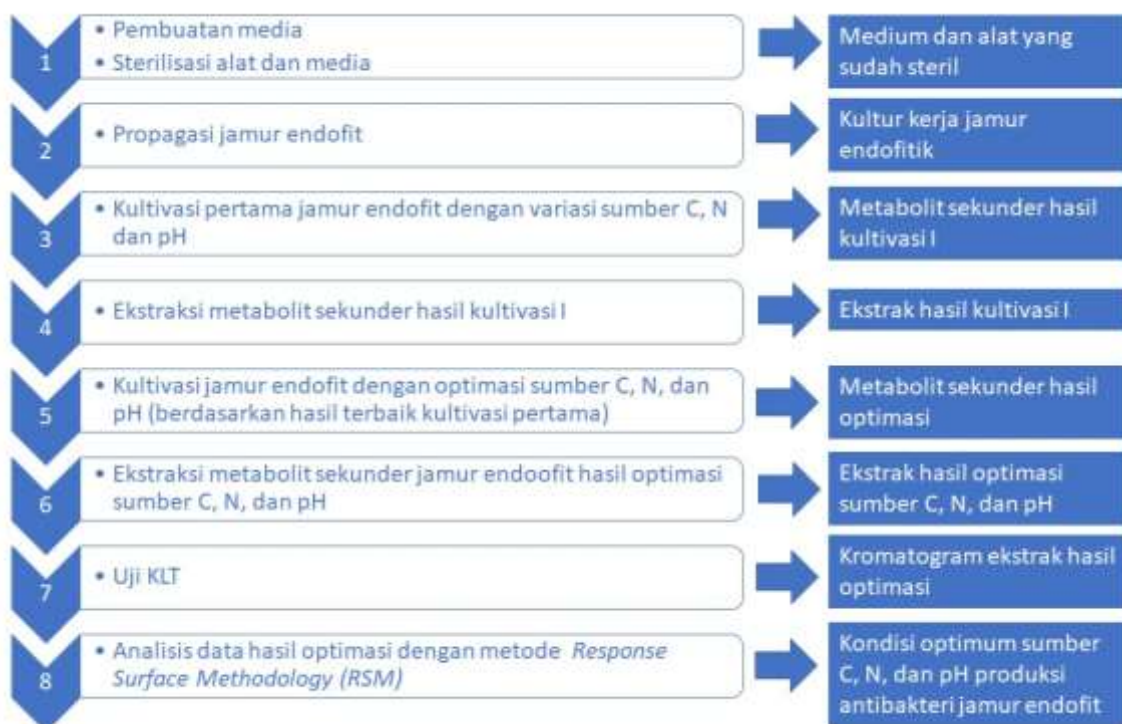 1
• Pembuatan media
• Sterilisasi alat dan media
Medium dan alat yang
sudah steril
2
• Propagasi jamur endofit
Kultur kerja jamur
endofitik
3
• Kultivasi pertama jamur endofit dengan variasi sumber C, N
dan pH
Metabolit sekunder hasil
kultivasi I
4
• Ekstraksi metabolit sekunder hasil kultivasi I
Ekstrak hasil kultivasi I
5
• Kultivasi jamur endofit dengan optimasi sumber C, N, dan
pH (berdasarkan hasil terbaik kultivasi pertama)
Metabolit sekunder hasil
optimasi
6
• Ekstraksi metabolit sekunder jamur endoofit hasil optimasi
sumber C, N, dan pH
Ekstrak hasil optimasi
sumber C, N, dan pH
7
• Uji KLT
Kromatogram ekstrak hasil
optimasi
8
• Analisis data hasil optimasi dengan metode Response
Surface Methodology (RSM)
Kondisi optimum sumber
C, N, dan pH produksi
antibakteri jamur endofit